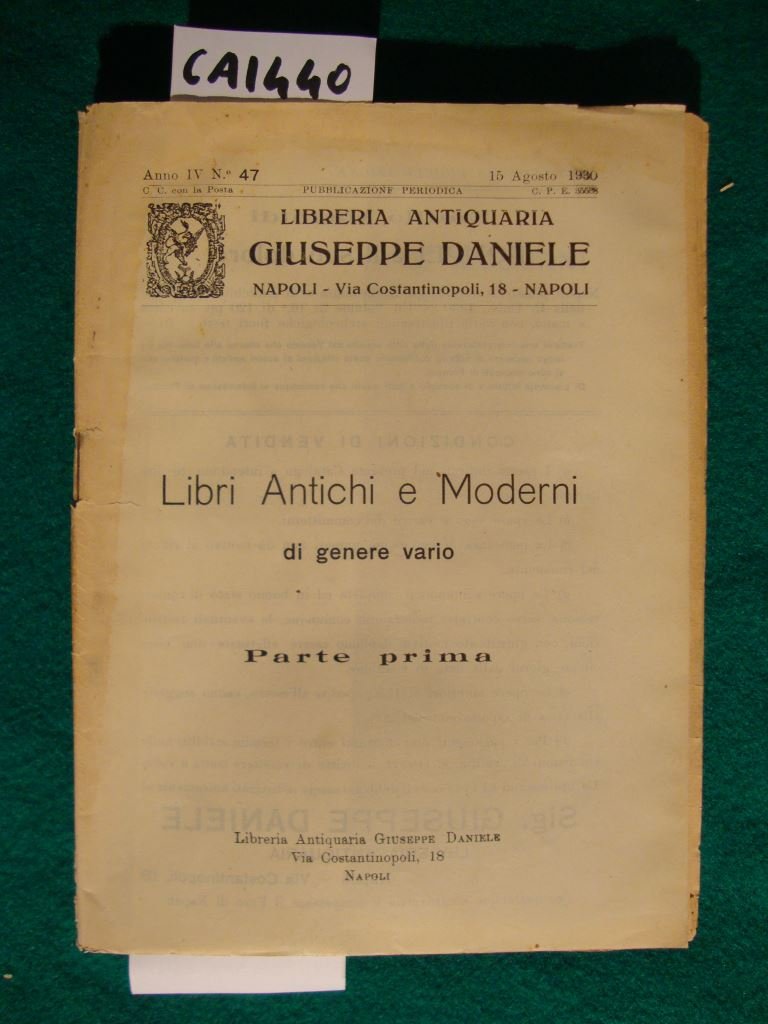 CA1440
Anno IV N.º 47 15 Agosto 1930
C. C. con la Posta PUBBLICAZIONE PERIODICA C. P. E.
LIBRERIA ANTIQUARIA
GIUSEPPE DANIELE
NAPOLI - Via Costantinopoli, 18 - NAPOLI
Libri Antichi e Moderni
di genere vario
Parte prima
Libreria Antiquaria GIUSEPPE DANIELE
Via Costantinopoli, 18
NAPOLI